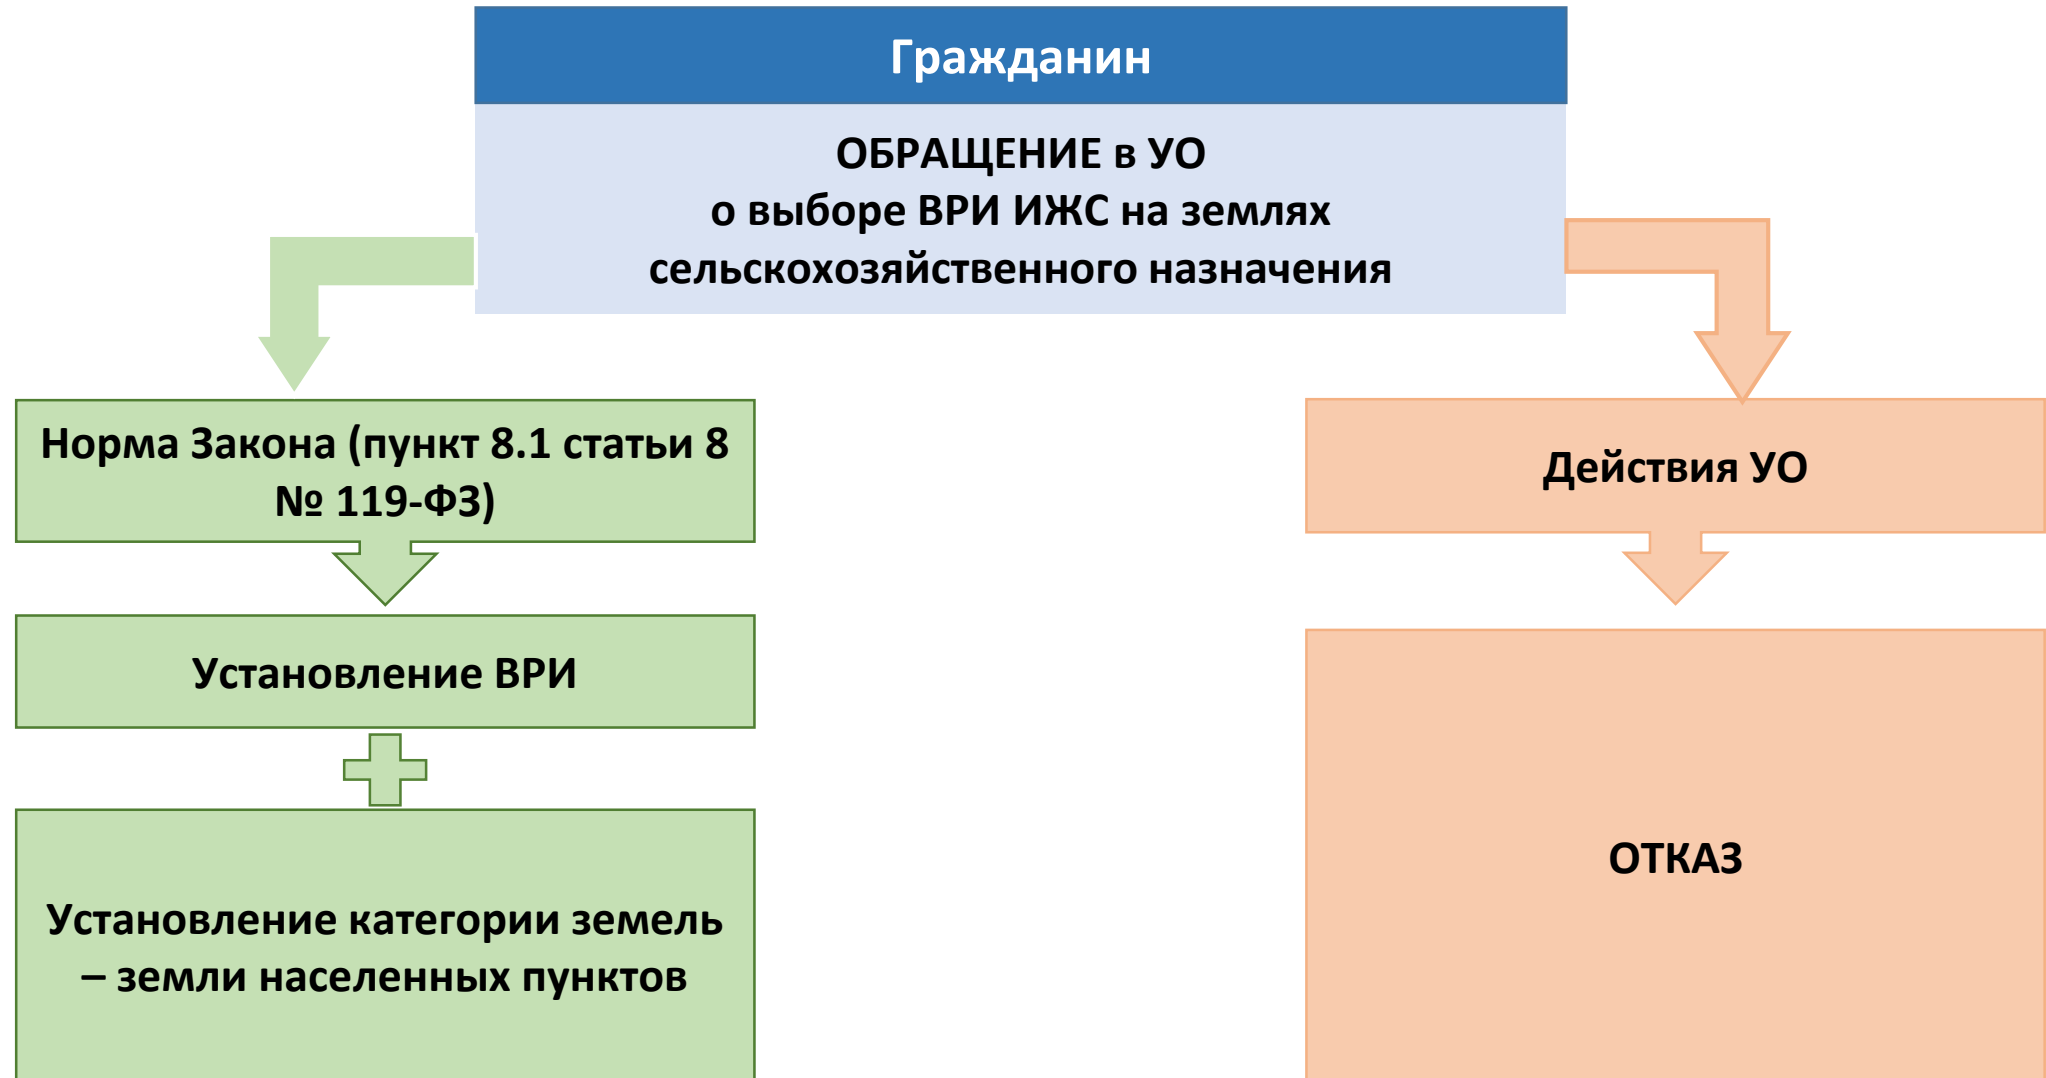 Гражданин
ОБРАЩЕНИЕ в УО
о выборе ВРИ ИЖС на землях
сельскохозяйственного назначения
Норма Закона (пункт 8.1 статьи 8
№ 119-ФЗ)
Действия УО
Установление ВРИ
ОТКАЗ
Установление категории земель
– земли населенных пунктов